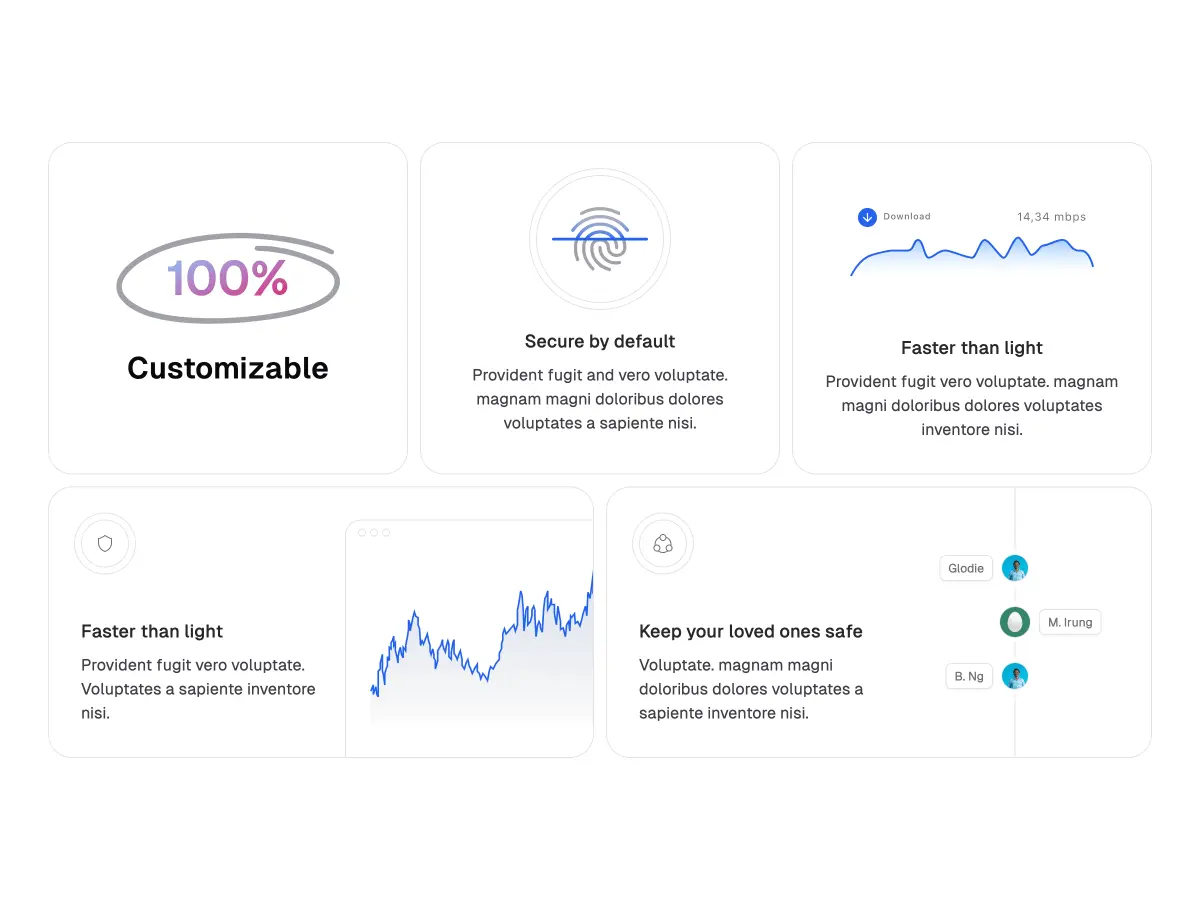 100%
Customizable
Secure by default
Provident fugit and vero voluptate.
magnam magni doloribus dolores
voluptates a sapiente nisi.
Download
14,34 mbps
Faster than light
Provident fugit vero voluptate. magnam
magni doloribus dolores voluptates
inventore nisi.
Faster than light
Provident fugit vero voluptate.
Voluptates a sapiente inventore
nisi.
Keep your loved ones safe
Voluptate. magnam magni
doloribus dolores voluptates a
sapiente inventore nisi.
Glodie
M. Irung
B. Ng